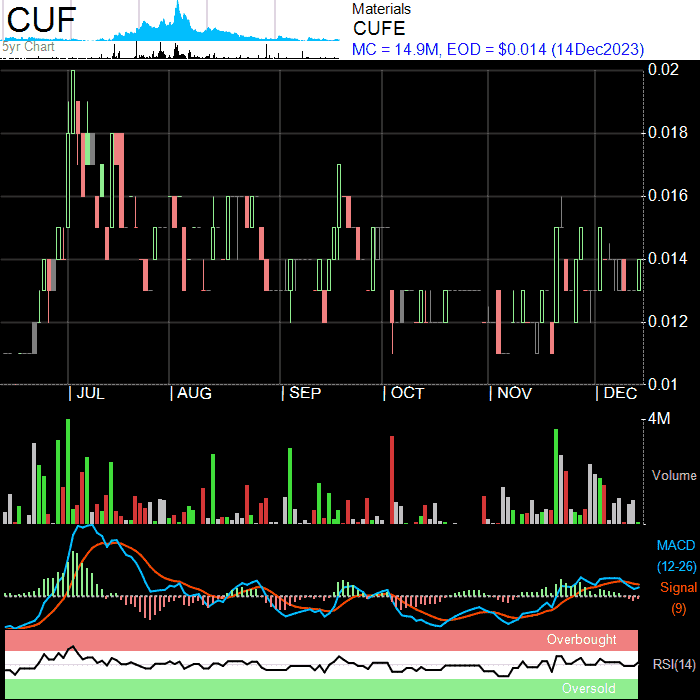 CUF
5yr Chart
Materials
CUFE
MC = 14.9M, EOD = $0.014 (14Dec2023)
0.02
0.018
0.016
0.014
0.012
0.01
JUL AUG SEP OCT NOV DEC
4M
Volume
MACD
(12-26)
Signal
(9)
Overbought
RSI(14)
Oversold